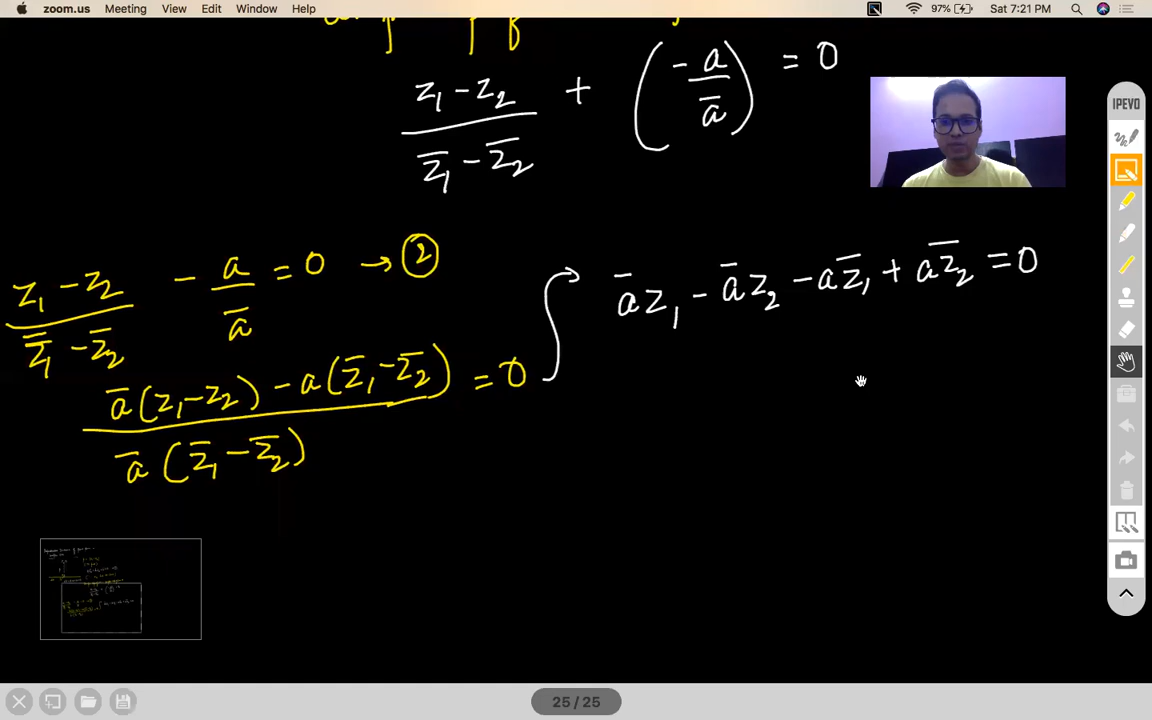 zoom.us Meeting View Edit Window Help 97% Sat 7:21 PM
(z₁ − z₂)/(z̅₁ − z̅₂) + (−a/a̅) = 0
IPEVO
(z₁ − z₂)/(z̅₁ − z̅₂) − a/a̅ = 0 → ②
a̅z₁ − a̅z₂ − az̅₁ + az̅₂ = 0
(a̅(z₁ − z₂) − a(z̅₁ − z̅₂))/(a̅(z̅₁ − z̅₂)) = 0
25 / 25